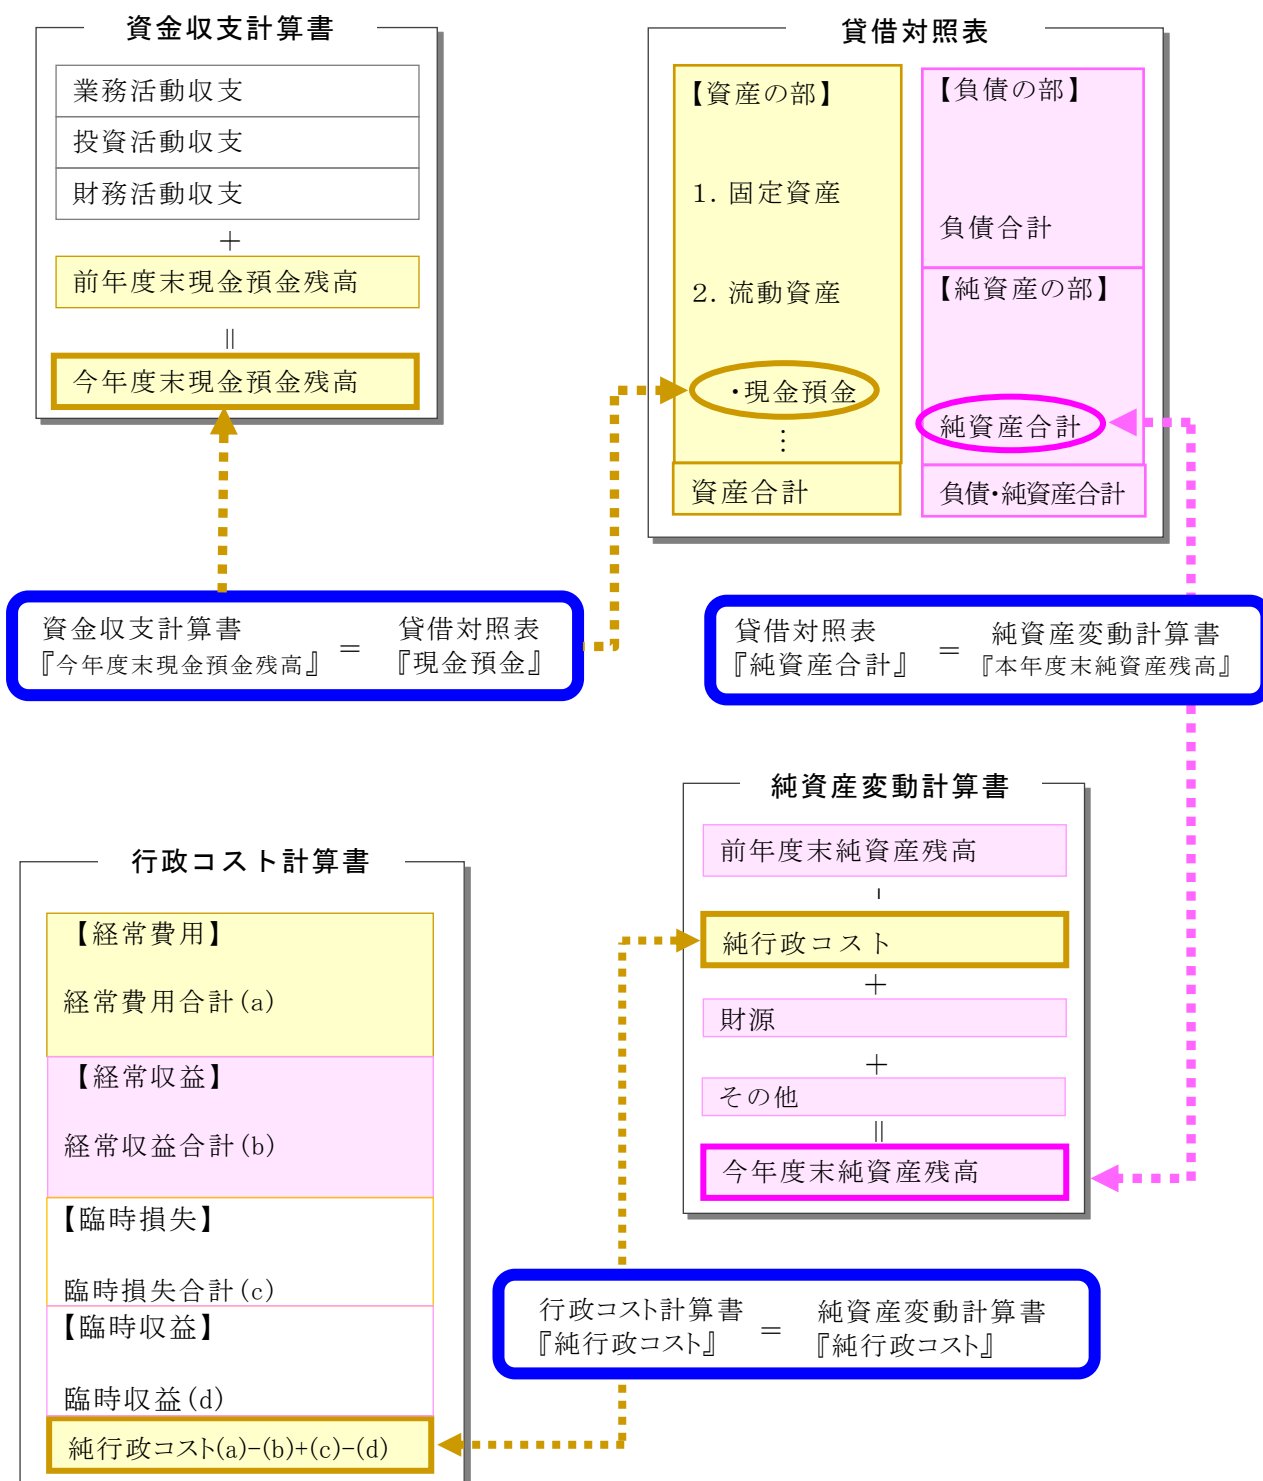 資金収支計算書
業務活動収支
投資活動収支
財務活動収支
＋
前年度末現金預金残高
＝
今年度末現金預金残高
貸借対照表
【資産の部】
1. 固定資産
2. 流動資産
・現金預金
⋮
資産合計
【負債の部】
負債合計
【純資産の部】
純資産合計
負債・純資産合計
資金収支計算書 ＝ 貸借対照表
『今年度末現金預金残高』 『現金預金』
貸借対照表 ＝ 純資産変動計算書
『純資産合計』 『本年度末純資産残高』
行政コスト計算書
【経常費用】
経常費用合計(a)
【経常収益】
経常収益合計(b)
【臨時損失】
臨時損失合計(c)
【臨時収益】
臨時収益(d)
純行政コスト(a)-(b)+(c)-(d)
純資産変動計算書
前年度末純資産残高
-
純行政コスト
＋
財源
＋
その他
＝
今年度末純資産残高
行政コスト計算書 ＝ 純資産変動計算書
『純行政コスト』 『純行政コスト』